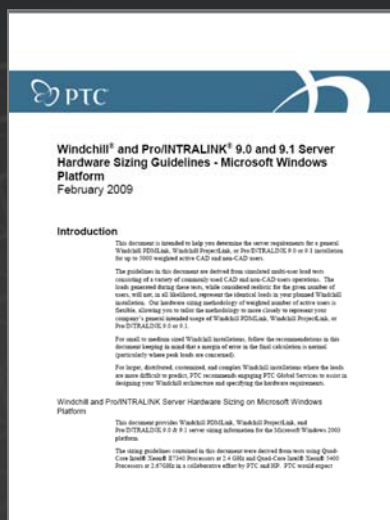 PTC
Windchill® and Pro/INTRALINK® 9.0 and 9.1 Server
Hardware Sizing Guidelines - Microsoft Windows
Platform
February 2009
Introduction
This document is intended to help you determine the server requirements for a general
Windchill PDMLink, Windchill ProjectLink, or Pro/INTRALINK 9.0 or 9.1 installation
for up to 5000 weighted active CAD and non-CAD users.
The guidelines in this document are derived from simulated multi-user load tests
consisting of a variety of commonly used CAD and non-CAD users operations. The
loads generated during these tests, while considered realistic for the given number of
users, will not, in all likelihood, represent the identical loads in your planned Windchill
installation. Our hardware sizing methodology of weighted number of active users is
flexible, allowing you to tailor the methodology to more closely to represent your
company's general intended usage of Windchill PDMLink, Windchill ProjectLink, or
Pro/INTRALINK 9.0 or 9.1.
For small to medium sized Windchill installations, follow the recommendations in this
document keeping in mind that a margin of error in the final calculation is normal
(particularly where peak loads are concerned).
For larger, distributed, customized, and complex Windchill installations where the loads
are more difficult to predict, PTC recommends engaging PTC Global Services to assist in
designing your Windchill architecture and specifying the hardware requirements.
Windchill and Pro/INTRALINK Server Hardware Sizing on Microsoft Windows
Platform
This document provides Windchill PDMLink, Windchill ProjectLink, and
Pro/INTRALINK 9.0 & 9.1 server sizing information for the Microsoft Windows 2003
platform.
The sizing guidelines contained in this document were derived from tests using Quad-
Core Intel® Xeon® E7340 Processors at 2.4 GHz and Quad-Core Intel® Xeon® 5400
Processors at 2.67GHz in a collaborative effort by PTC and HP. PTC would expect